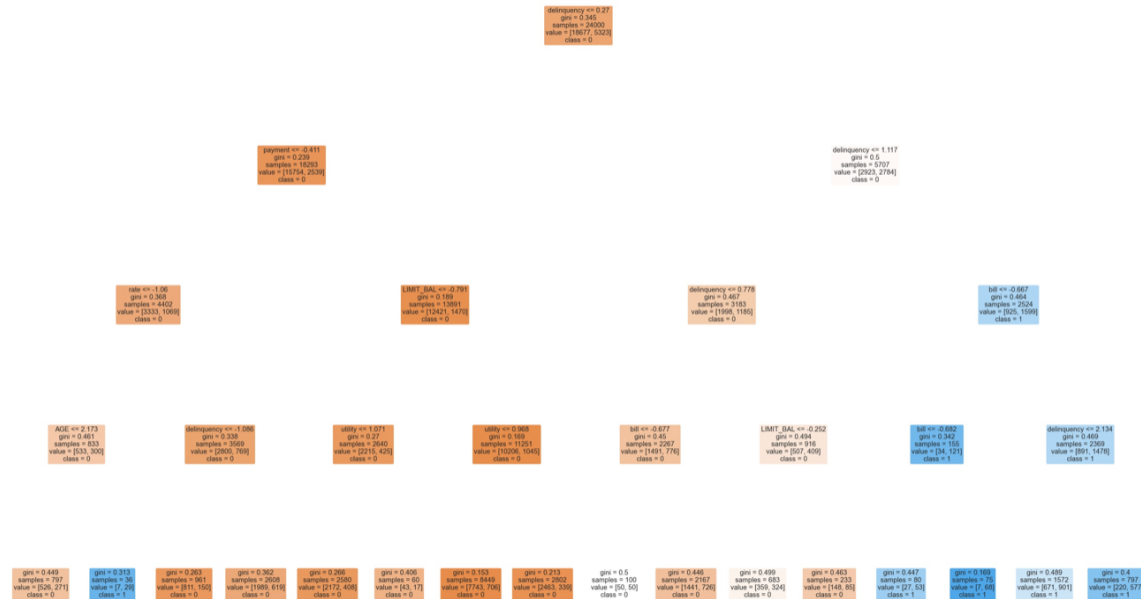 delinquency <= 0.27
gini = 0.345
samples = 24000
value = [18677, 5323]
class = 0
payment <= -0.411
gini = 0.239
samples = 18293
value = [15754, 2539]
class = 0
delinquency <= 1.117
gini = 0.5
samples = 5707
value = [2923, 2784]
class = 0
rate <= -1.06
gini = 0.368
samples = 4402
value = [3333, 1069]
class = 0
LIMIT_BAL <= -0.791
gini = 0.189
samples = 13891
value = [12421, 1470]
class = 0
delinquency <= 0.778
gini = 0.467
samples = 3183
value = [1998, 1185]
class = 0
bill <= -0.667
gini = 0.464
samples = 2524
value = [925, 1599]
class = 1
AGE <= 2.173
gini = 0.461
samples = 833
value = [533, 300]
class = 0
delinquency <= -1.086
gini = 0.338
samples = 3569
value = [2800, 769]
class = 0
utility <= 1.071
gini = 0.27
samples = 2640
value = [2215, 425]
class = 0
utility <= 0.968
gini = 0.169
samples = 11251
value = [10206, 1045]
class = 0
bill <= -0.677
gini = 0.45
samples = 2267
value = [1491, 776]
class = 0
LIMIT_BAL <= -0.252
gini = 0.494
samples = 916
value = [507, 409]
class = 0
bill <= -0.682
gini = 0.342
samples = 155
value = [34, 121]
class = 1
delinquency <= 2.134
gini = 0.469
samples = 2369
value = [891, 1478]
class = 1
gini = 0.449
samples = 797
value = [526, 271]
class = 0
gini = 0.313
samples = 36
value = [7, 29]
class = 1
gini = 0.263
samples = 961
value = [811, 150]
class = 0
gini = 0.362
samples = 2608
value = [1989, 619]
class = 0
gini = 0.266
samples = 2580
value = [2172, 408]
class = 0
gini = 0.406
samples = 60
value = [43, 17]
class = 0
gini = 0.153
samples = 8449
value = [7743, 706]
class = 0
gini = 0.213
samples = 2802
value = [2463, 339]
class = 0
gini = 0.5
samples = 100
value = [50, 50]
class = 0
gini = 0.446
samples = 2167
value = [1441, 726]
class = 0
gini = 0.499
samples = 683
value = [359, 324]
class = 0
gini = 0.463
samples = 233
value = [148, 85]
class = 0
gini = 0.447
samples = 80
value = [27, 53]
class = 1
gini = 0.169
samples = 75
value = [7, 68]
class = 1
gini = 0.489
samples = 1572
value = [671, 901]
class = 1
gini = 0.4
samples = 797
value = [220, 577]
class = 1